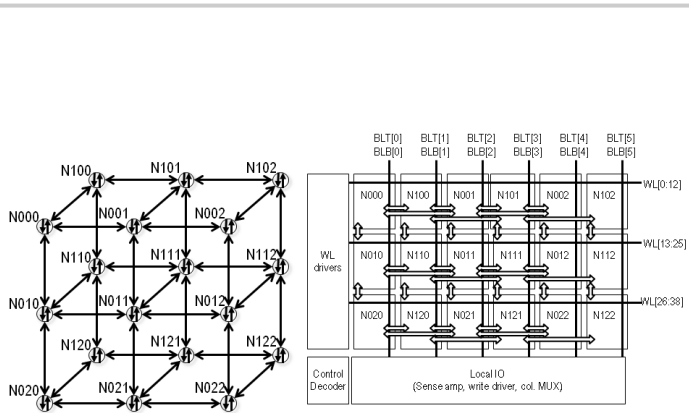 N100 N101 N102
N000 N001 N002
N110 N111 N112
N010 N011 N012
N120 N121 N122
N020 N021 N022
BLT[0] BLT[1] BLT[2] BLT[3] BLT[4] BLT[5]
BLB[0] BLB[1] BLB[2] BLB[3] BLB[4] BLB[5]
WL[0:12]
N000 N100 N001 N101 N002 N102
WL[13:25]
WL
drivers
N010 N110 N011 N111 N012 N112
WL[26:38]
N020 N120 N021 N121 N022 N122
Control
Decoder
Local IO
(Sense amp, write driver, col. MUX)